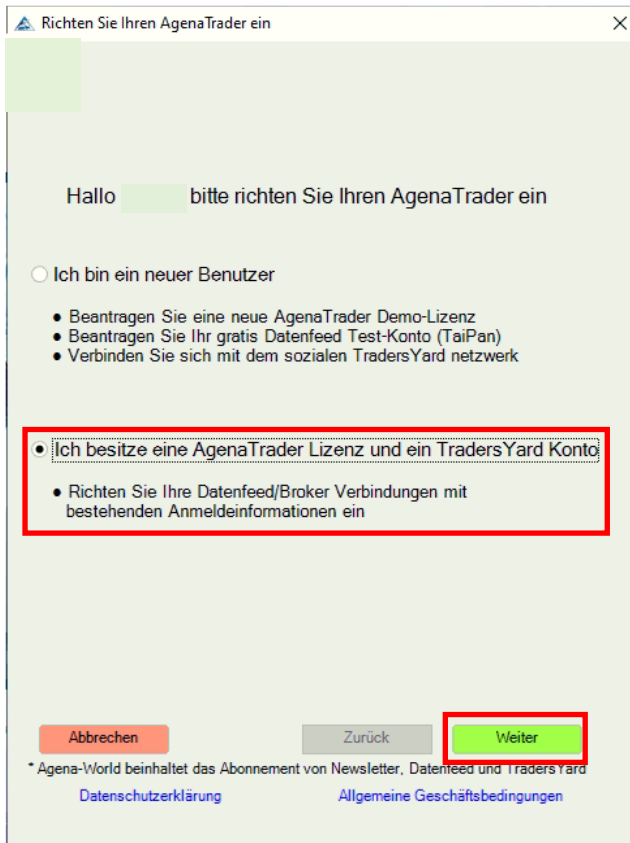 Richten Sie Ihren AgenaTrader ein
Hallo bitte richten Sie Ihren AgenaTrader ein
Ich bin ein neuer Benutzer
● Beantragen Sie eine neue AgenaTrader Demo-Lizenz
● Beantragen Sie Ihr gratis Datenfeed Test-Konto (TaiPan)
● Verbinden Sie sich mit dem sozialen TradersYard netzwerk
Ich besitze eine AgenaTrader Lizenz und ein TradersYard Konto
● Richten Sie Ihre Datenfeed/Broker Verbindungen mit
bestehenden Anmeldeinformationen ein
Abbrechen Zurück Weiter
* Agena-World beinhaltet das Abonnement von Newsletter, Datenfeed und TradersYard
Datenschutzerklärung Allgemeine Geschäftsbedingungen